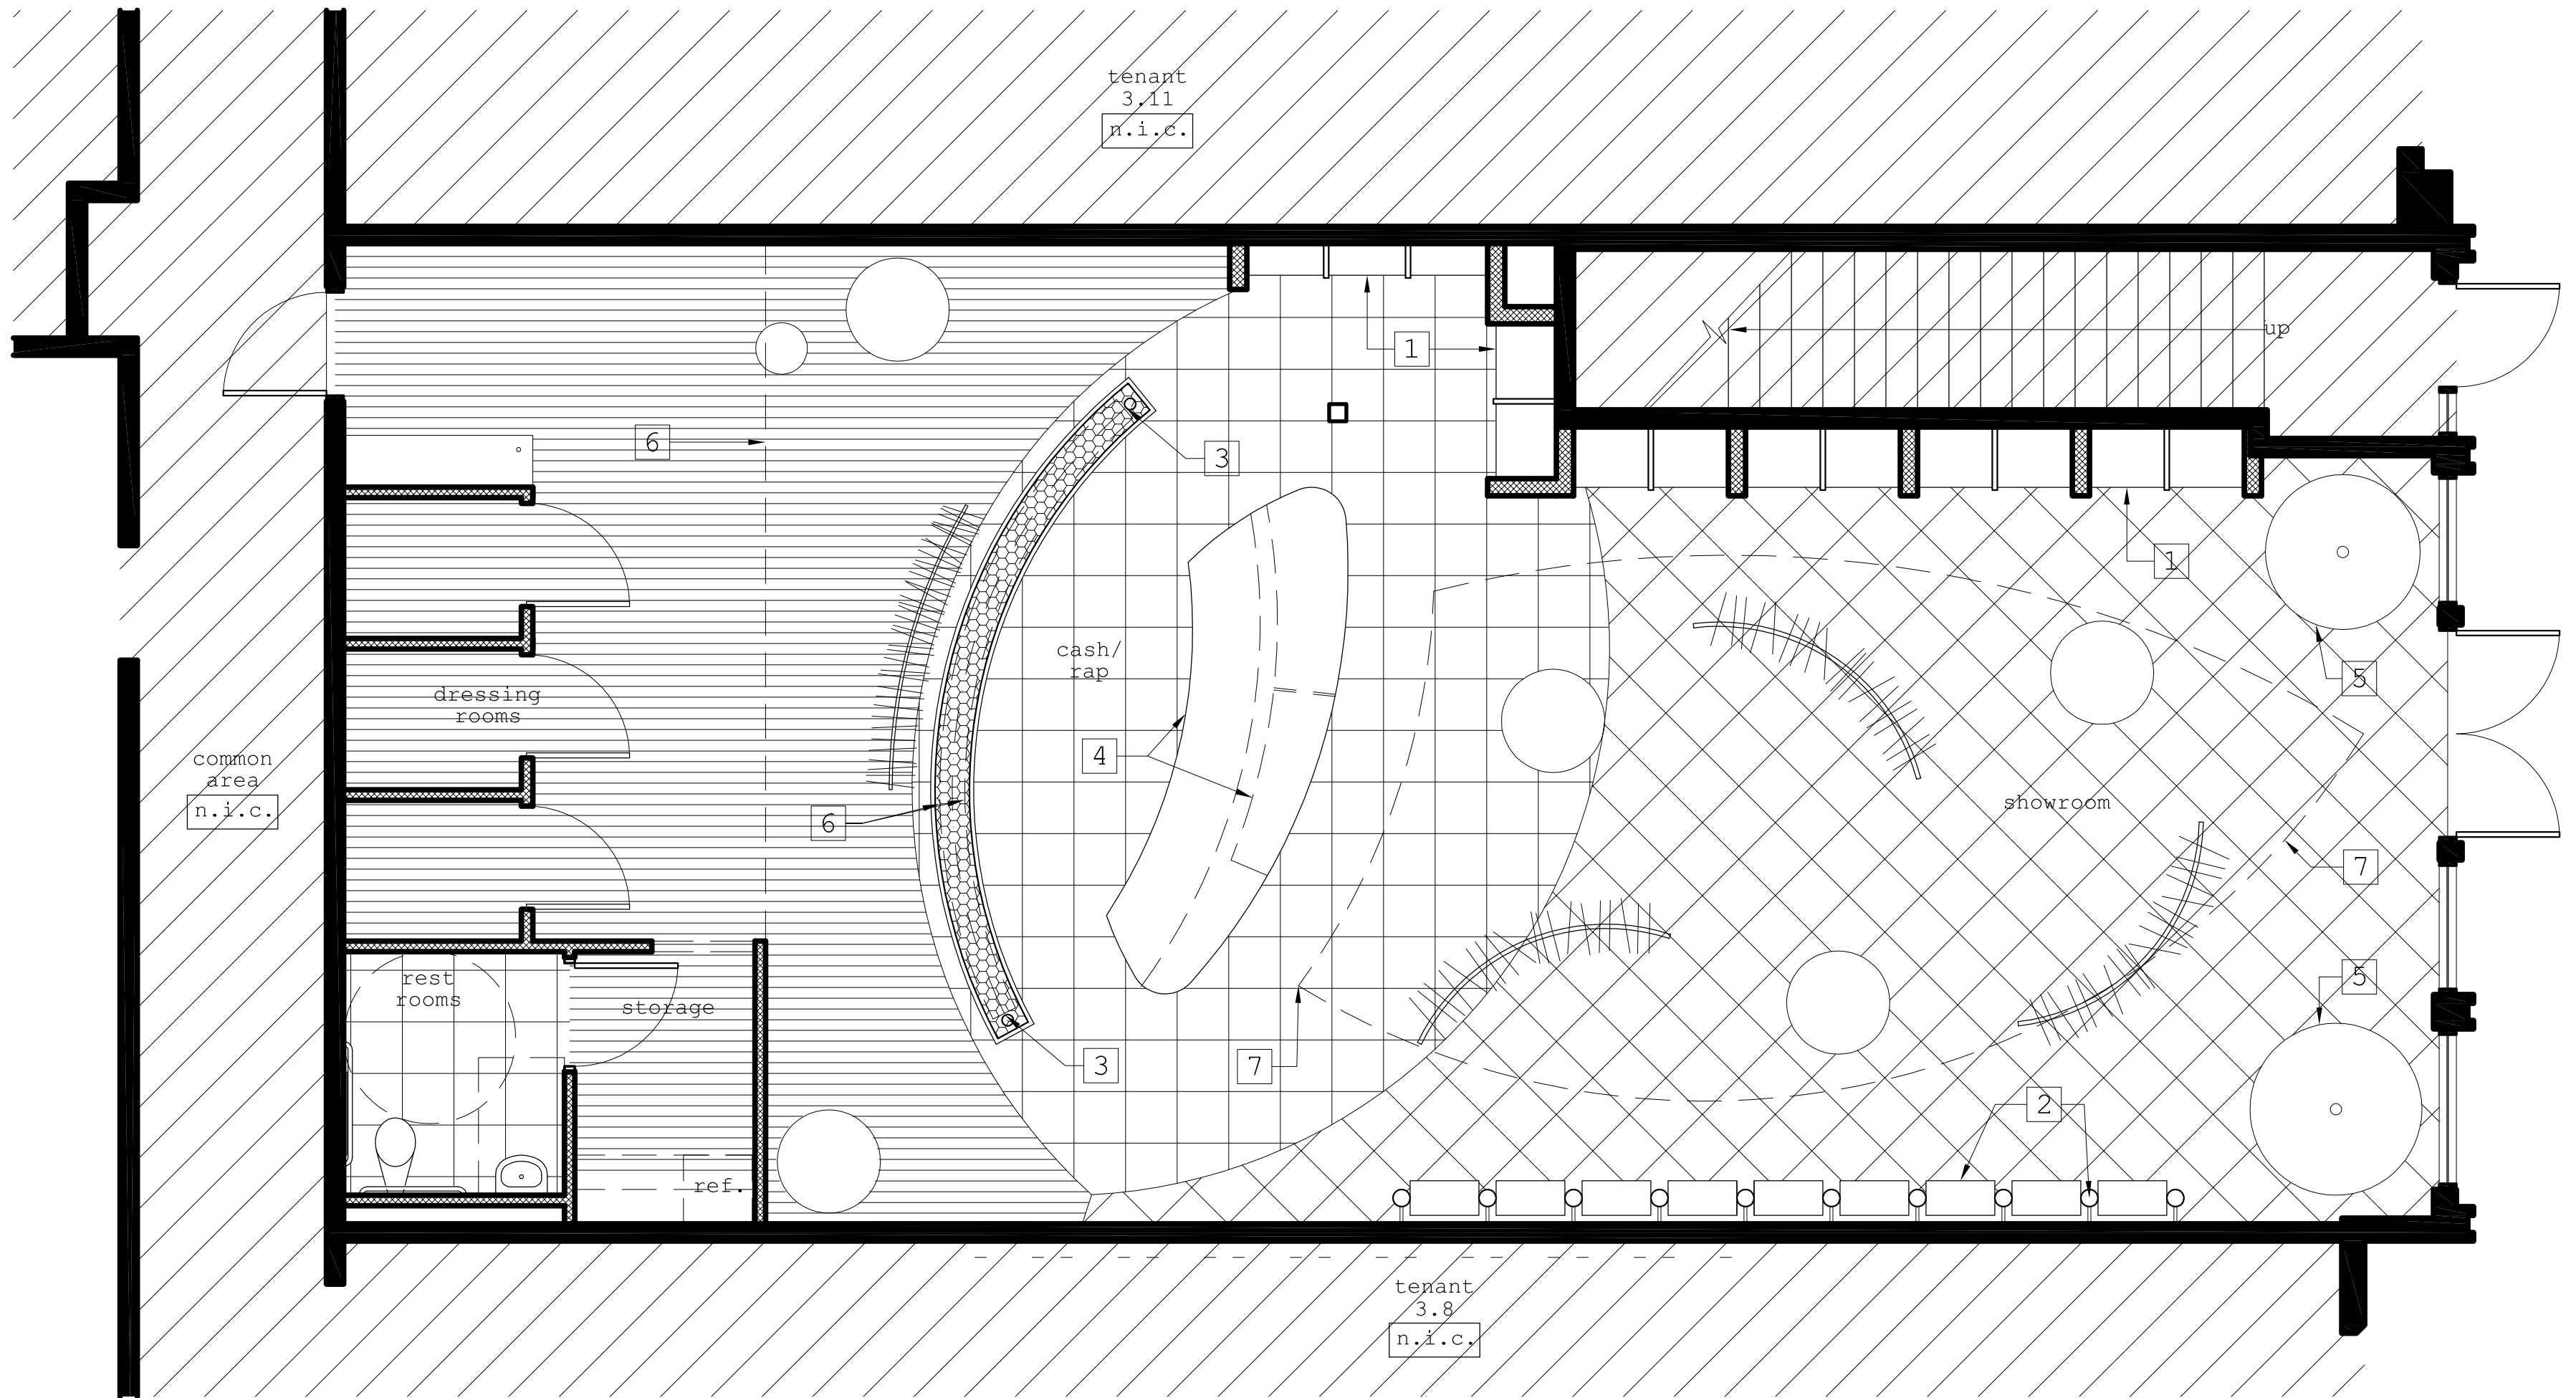 tenant
3.11
n.i.c.
up
1
6
3
1
cash/
rap
5
dressing
rooms
4
common
area
n.i.c.
showroom
6
7
rest
rooms
storage
5
3
7
2
ref.
tenant
3.8
n.i.c.